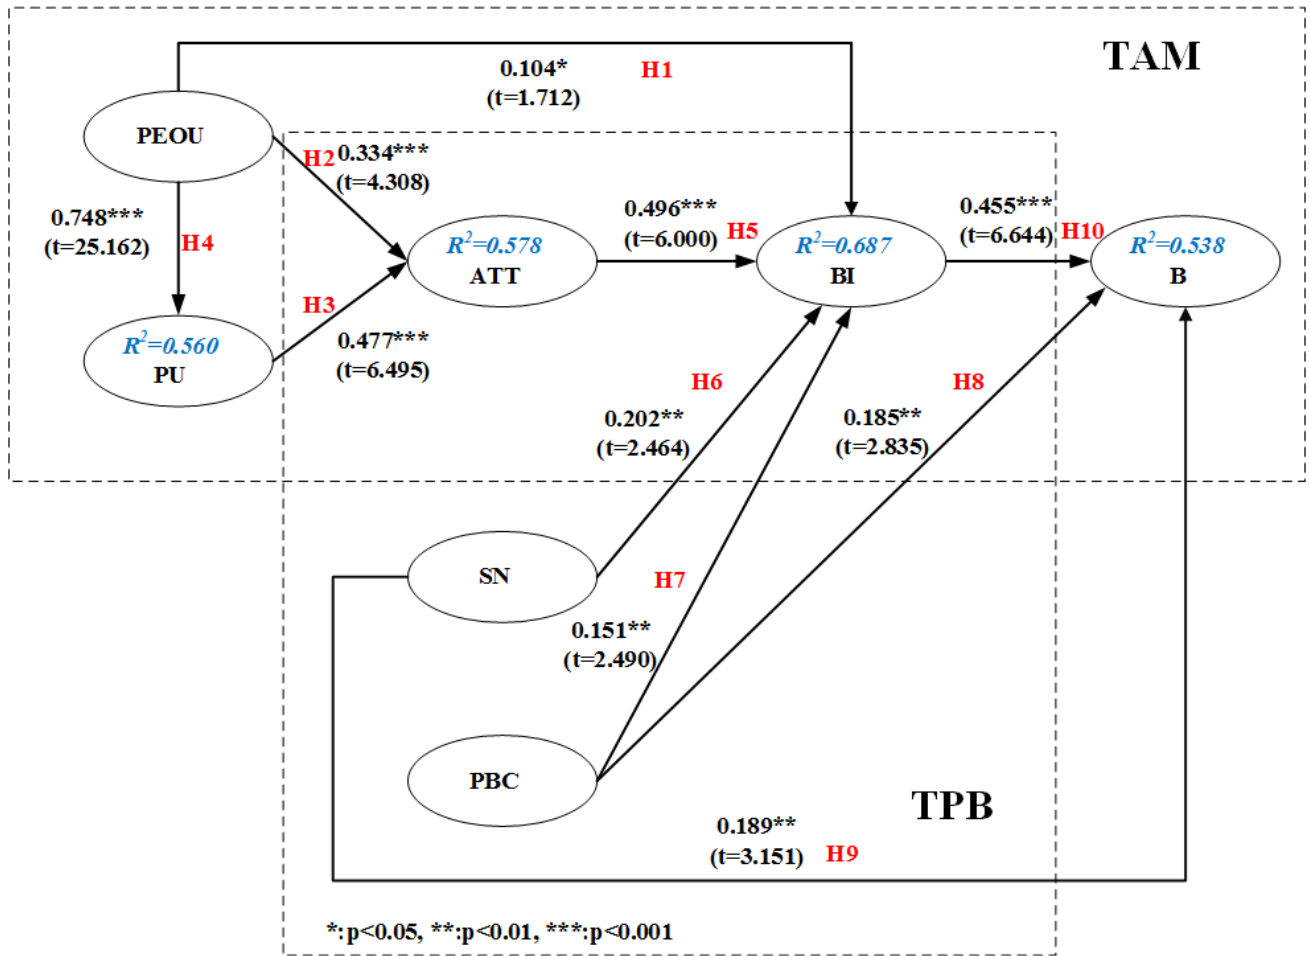 TAM
0.104*
H1
(t=1.712)
PEOU
H2
0.334***
(t=4.308)
0.748***
(t=25.162)
H4
0.496***
(t=6.000)
H5
0.455***
(t=6.644)
H10
R²=0.578
ATT
R²=0.687
BI
R²=0.538
B
H3
0.477***
(t=6.495)
R²=0.560
PU
H6
0.202**
(t=2.464)
H8
0.185**
(t=2.835)
SN
H7
0.151**
(t=2.490)
PBC
TPB
0.189**
(t=3.151)
H9
*:p<0.05, **:p<0.01, ***:p<0.001